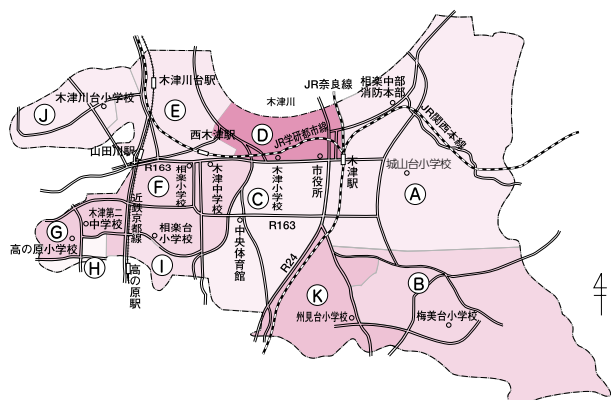 木津川台駅
JR奈良線
相楽中部
消防本部
木津川台小学校
J
E
木津川
西木津駅
D
JR学研都市線
JR関西本線
山田川駅
R163
相楽小学校
木津中学校
木津小学校
市役所
木津駅
城山台小学校
F
C
A
近鉄京都線
木津第二
中学校
相楽台
小学校
R163
G
高の原小学校
中央体育館
H
I
高の原駅
R24
K
B
州見台小学校
梅美台小学校